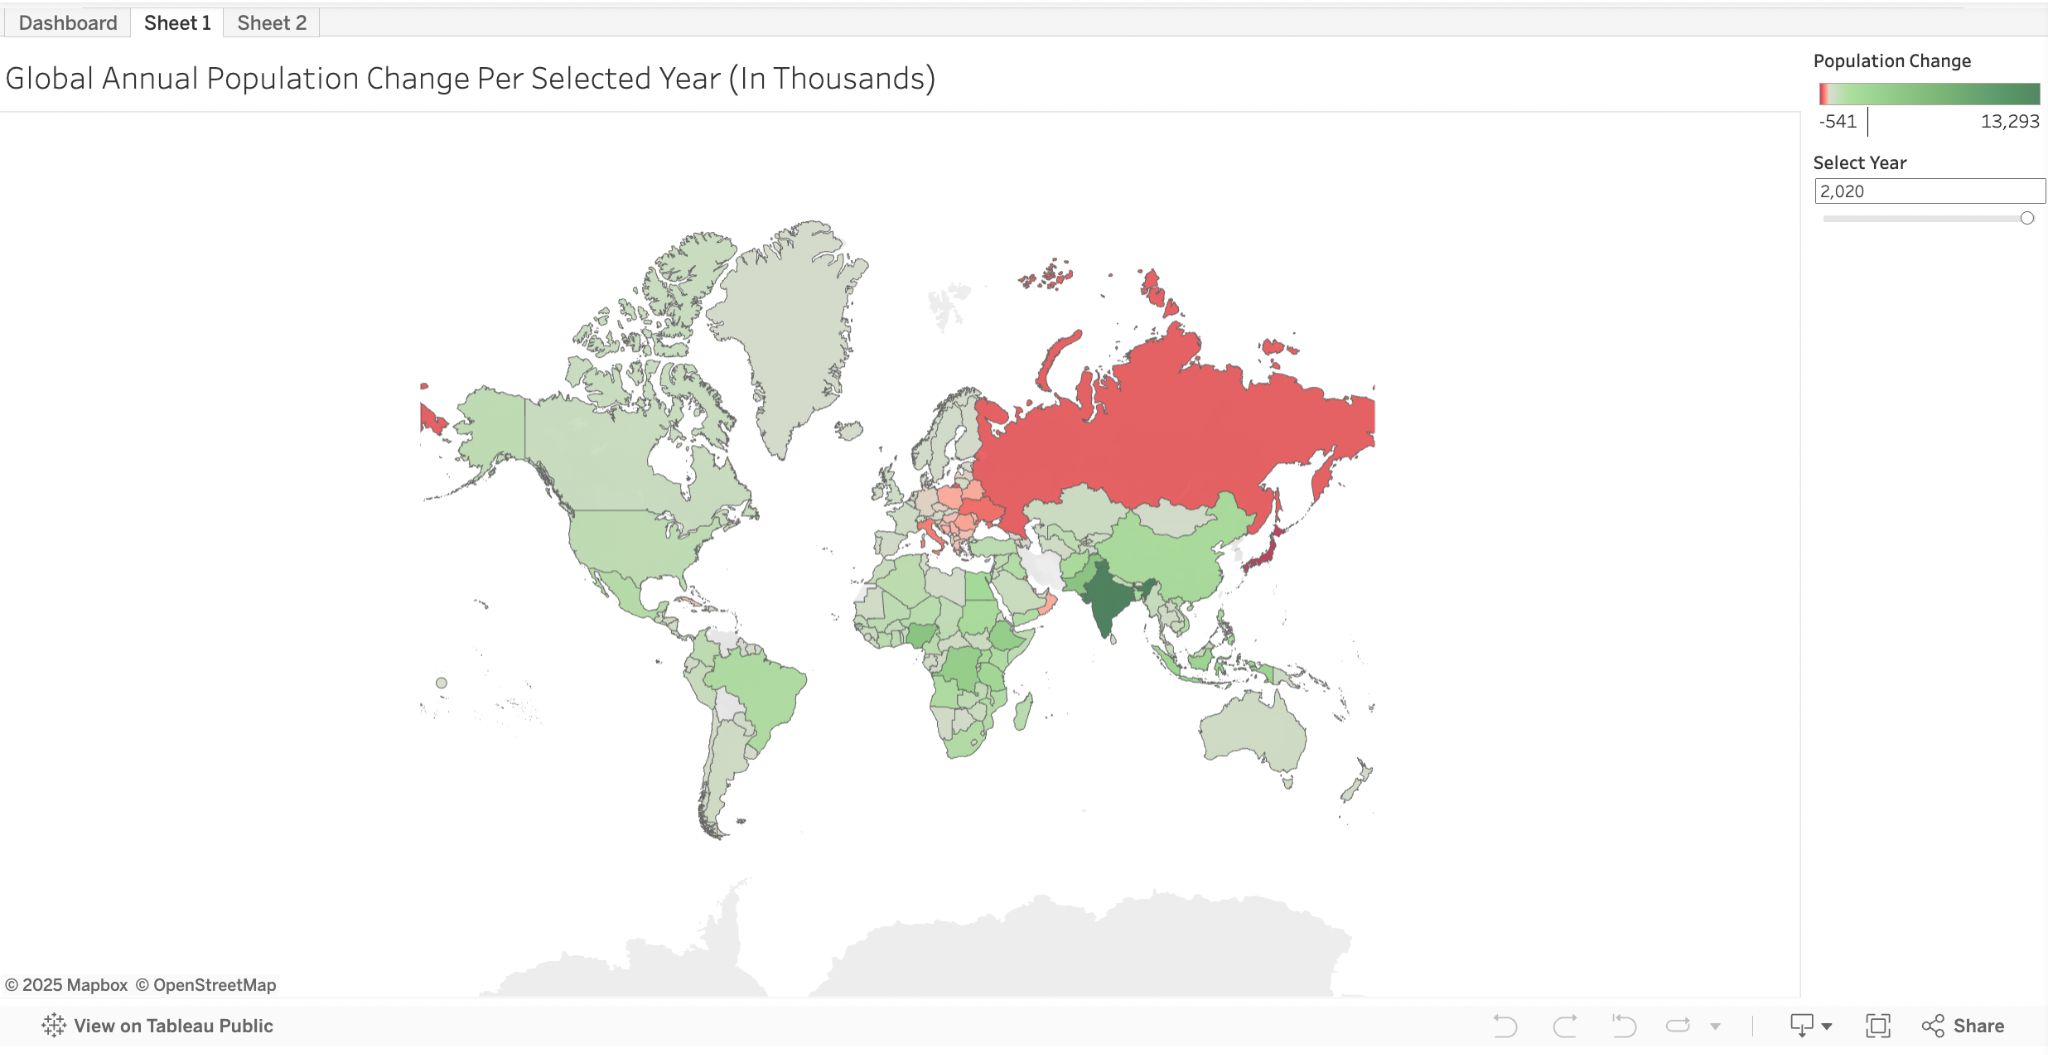 Dashboard Sheet 1 Sheet 2
Global Annual Population Change Per Selected Year (In Thousands)
Population Change
-541 13,293
Select Year
2,020
© 2025 Mapbox © OpenStreetMap
View on Tableau Public
Share